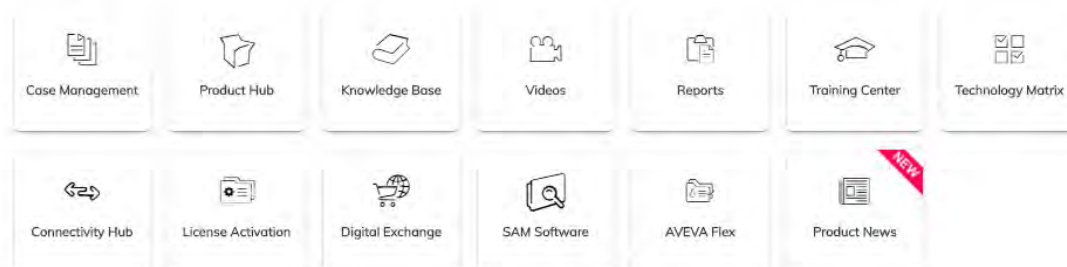 Case Management
Product Hub
Knowledge Base
Videos
Reports
Training Center
Technology Matrix
NEW
Connectivity Hub
License Activation
Digital Exchange
SAM Software
AVEVA Flex
Product News